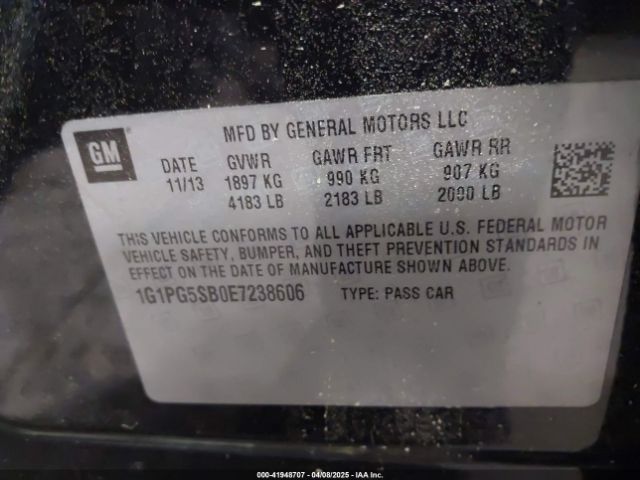 MFD BY GENERAL MOTORS LLC
GM
DATE GVWR GAWR FRT GAWR RR
11/13 1897 KG 990 KG 907 KG
4183 LB 2183 LB 2000 LB
THIS VEHICLE CONFORMS TO ALL APPLICABLE U.S. FEDERAL MOTOR
VEHICLE SAFETY, BUMPER, AND THEFT PREVENTION STANDARDS IN
EFFECT ON THE DATE OF MANUFACTURE SHOWN ABOVE.
1G1PG5SB0E7238606 TYPE: PASS CAR
000-41948707 - 04/08/2025 - IAA Inc.